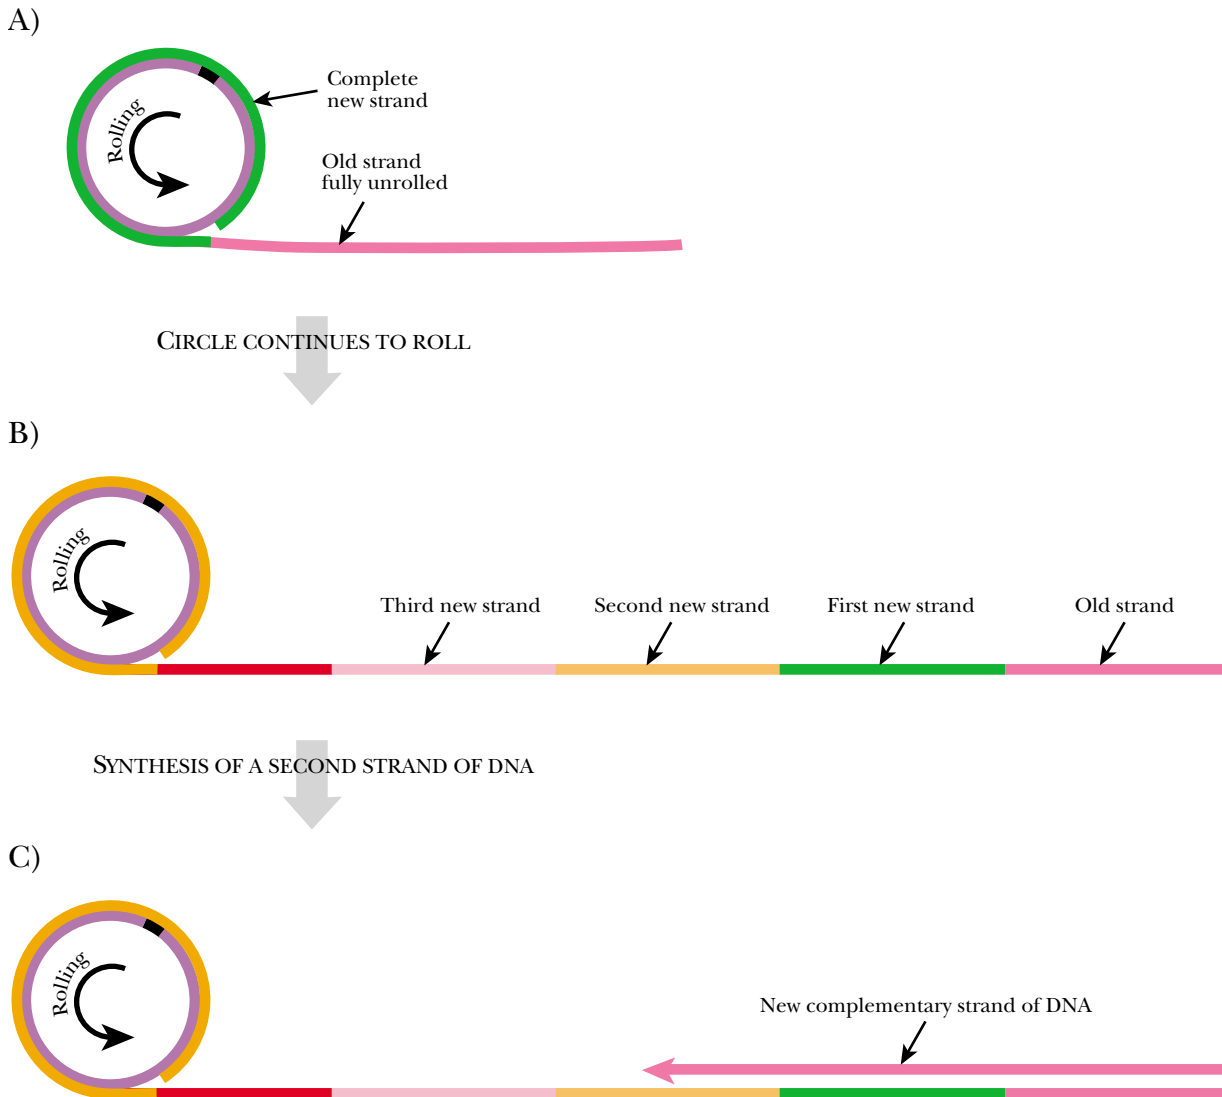 A)
Complete
new strand
Rolling
Old strand
fully unrolled
CIRCLE CONTINUES TO ROLL
B)
Rolling
Third new strand
Second new strand
First new strand
Old strand
SYNTHESIS OF A SECOND STRAND OF DNA
C)
Rolling
New complementary strand of DNA